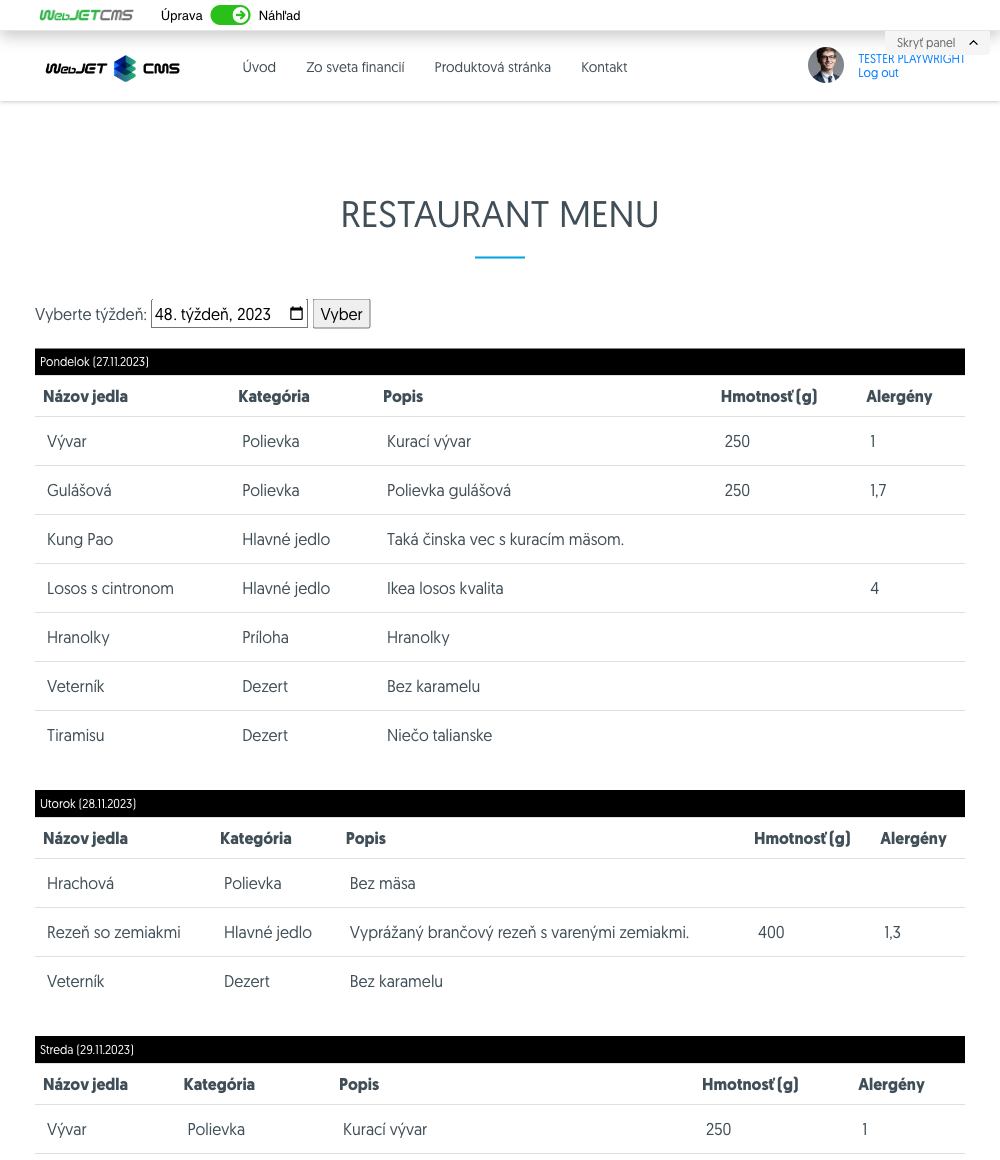 WebJET CMS Úprava Náhľad
Skryť panel
WebJET CMS Úvod Zo sveta financií Produktová stránka Kontakt TESTER PLAYWRIGHT
Log out
RESTAURANT MENU
Vyberte týždeň: 48. týždeň, 2023 Vyber
Pondelok (27.11.2023)
Názov jedla Kategória Popis Hmotnosť (g) Alergény
Vývar Polievka Kurací vývar 250 1
Gulášová Polievka Polievka gulášová 250 1,7
Kung Pao Hlavné jedlo Taká činska vec s kuracím mäsom.
Losos s cintronom Hlavné jedlo Ikea losos kvalita 4
Hranolky Príloha Hranolky
Veterník Dezert Bez karamelu
Tiramisu Dezert Niečo talianske
Utorok (28.11.2023)
Názov jedla Kategória Popis Hmotnosť (g) Alergény
Hrachová Polievka Bez mäsa
Rezeň so zemiakmi Hlavné jedlo Vyprážaný brančový rezeň s varenými zemiakmi. 400 1,3
Veterník Dezert Bez karamelu
Streda (29.11.2023)
Názov jedla Kategória Popis Hmotnosť (g) Alergény
Vývar Polievka Kurací vývar 250 1